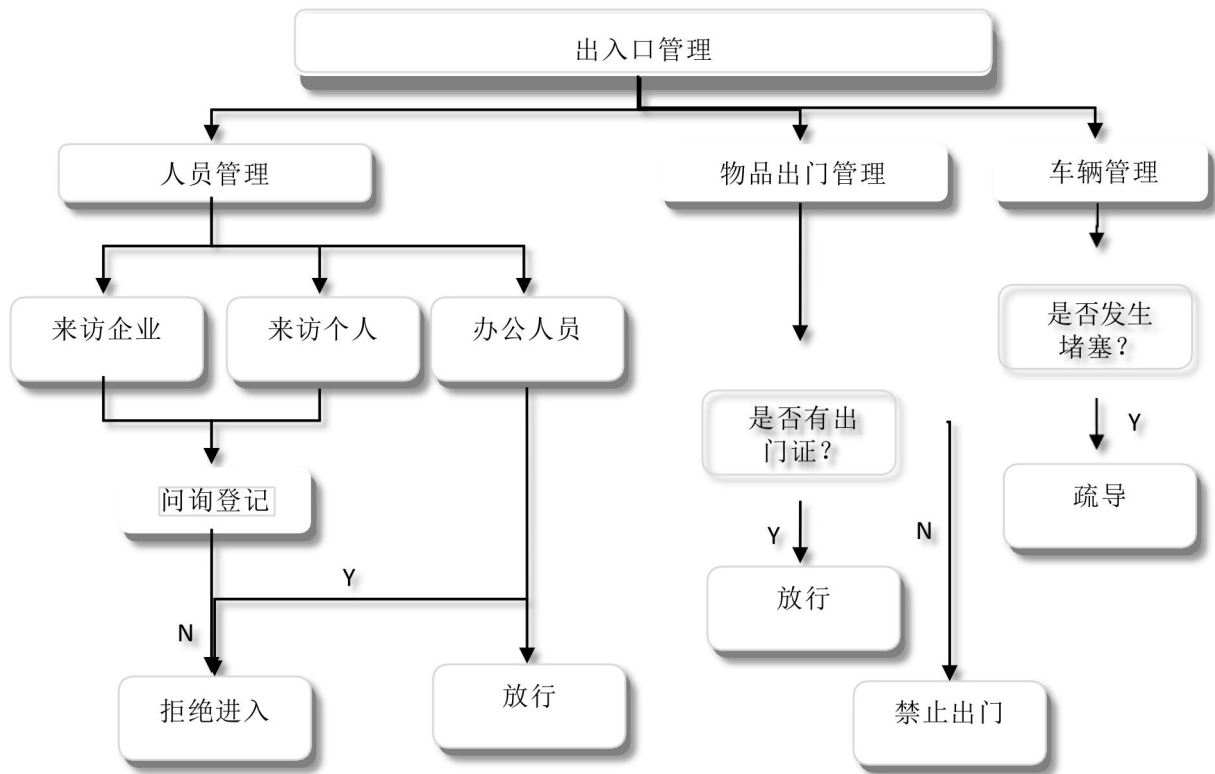 出入口管理
人员管理
物品出门管理
车辆管理
来访企业
来访个人
办公人员
是否发生
堵塞？
是否有出
门证？
Y
问询登记
疏导
Y
N
Y
放行
N
拒绝进入
放行
禁止出门